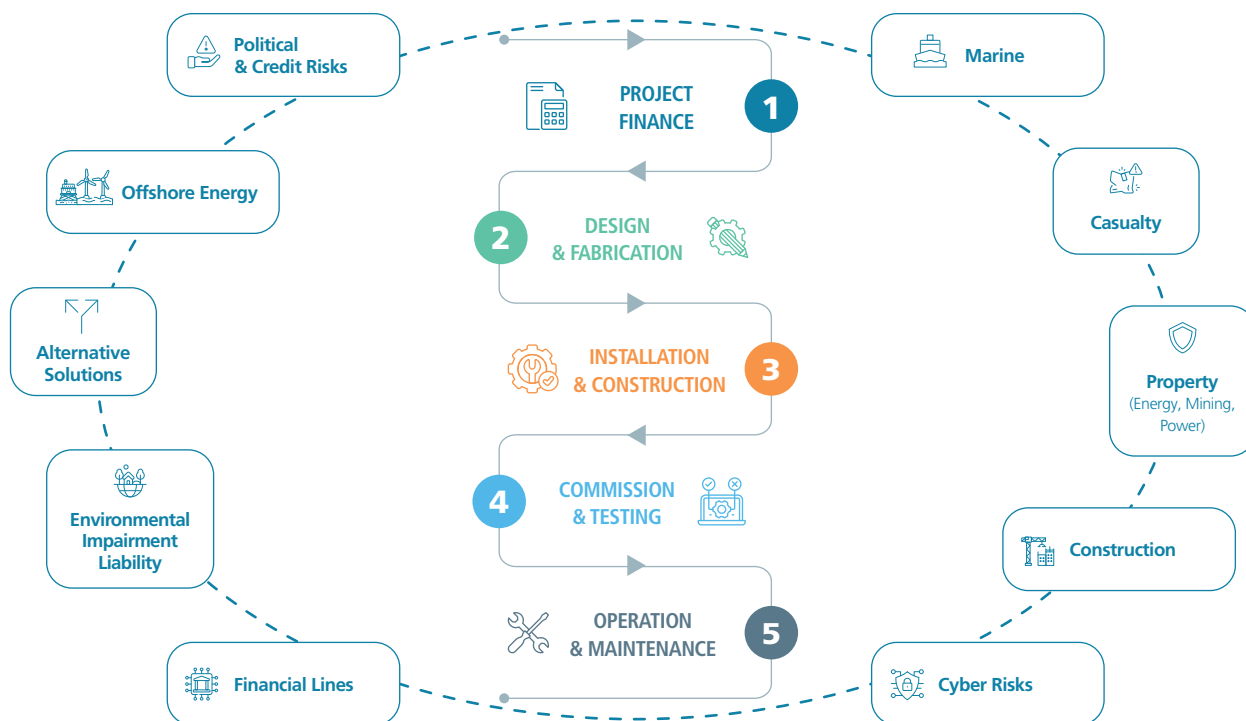 Political
& Credit Risks
Marine
PROJECT
FINANCE
1
Offshore Energy
Casualty
2
DESIGN
& FABRICATION
Alternative
Solutions
INSTALLATION
& CONSTRUCTION
3
Property
(Energy, Mining,
Power)
Environmental
Impairment
Liability
4
COMMISSION
& TESTING
Construction
OPERATION
& MAINTENANCE
5
Financial Lines
Cyber Risks